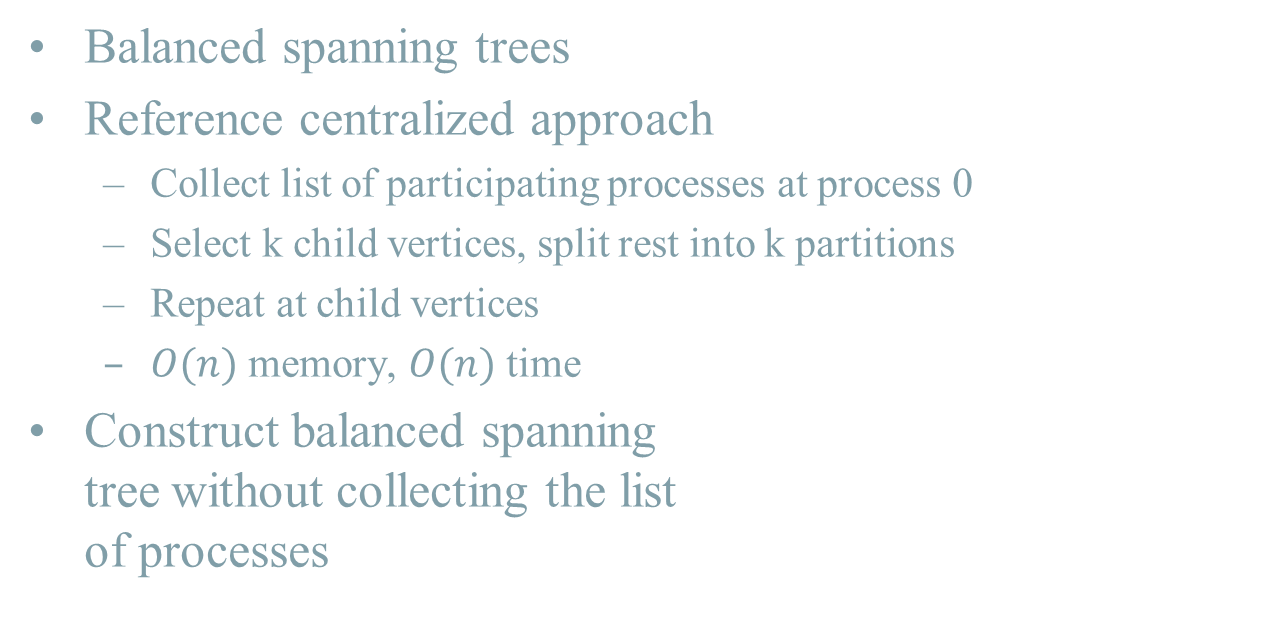 • Balanced spanning trees
• Reference centralized approach
– Collect list of participating processes at process 0
– Select k child vertices, split rest into k partitions
– Repeat at child vertices
– O(n) memory, O(n) time
• Construct balanced spanning
tree without collecting the list
of processes